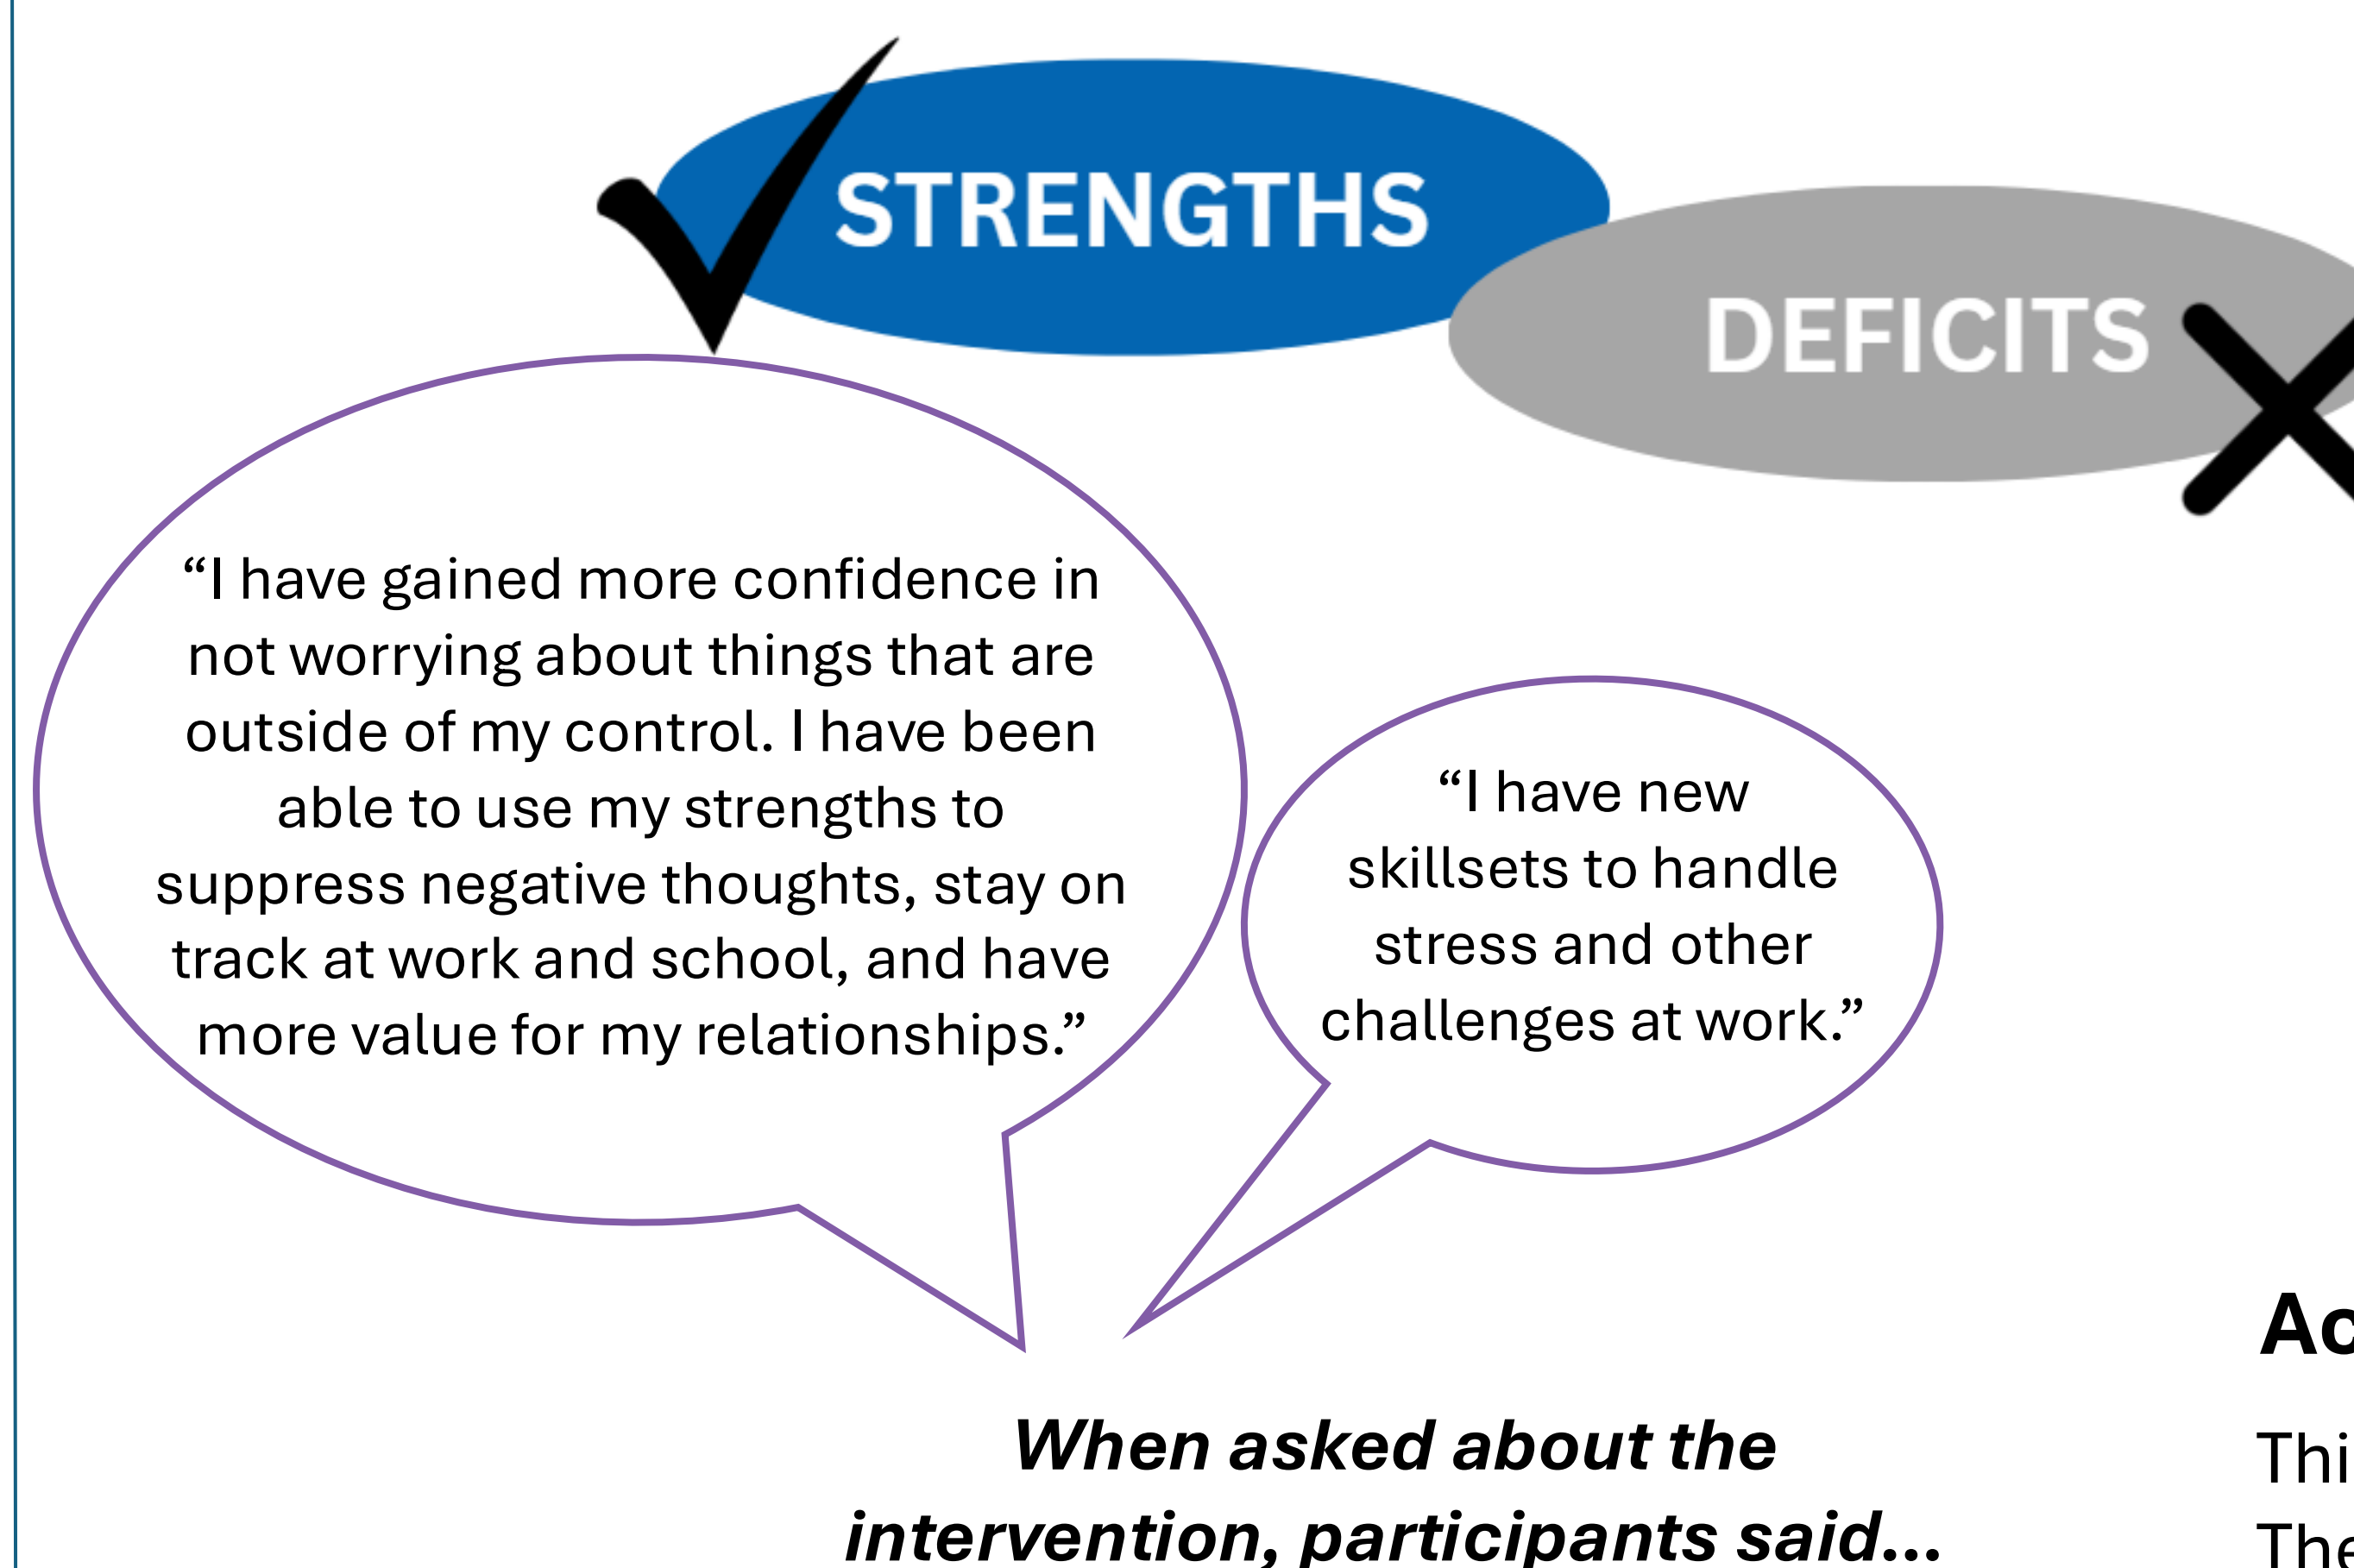 STRENGTHS
DEFICITS
“I have gained more confidence in
not worrying about things that are
outside of my control. I have been
able to use my strengths to
suppress negative thoughts, stay on
track at work and school, and have
more value for my relationships.”
“I have new
skillsets to handle
stress and other
challenges at work.”
When asked about the
intervention, participants said...